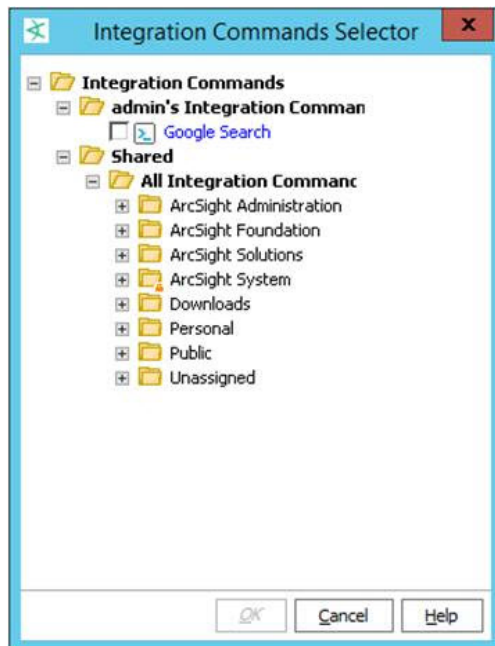 Integration Commands Selector
x
Integration Commands
admin's Integration Comman
Google Search
Shared
All Integration Commanc
ArcSight Administration
ArcSight Foundation
ArcSight Solutions
ArcSight System
Downloads
Personal
Public
Unassigned
OK Cancel Help